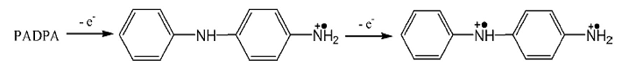 PADPA - e⁻ NH +• NH₂ - e⁻ +• NH +• NH₂